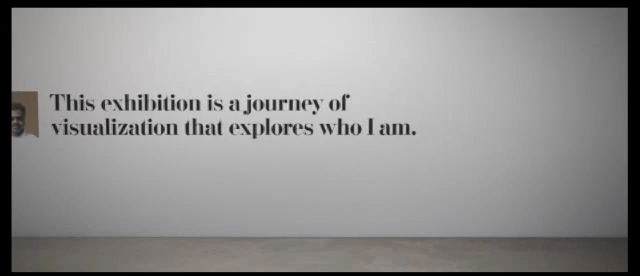 This exhibition is a journey of
visualization that explores who I am.